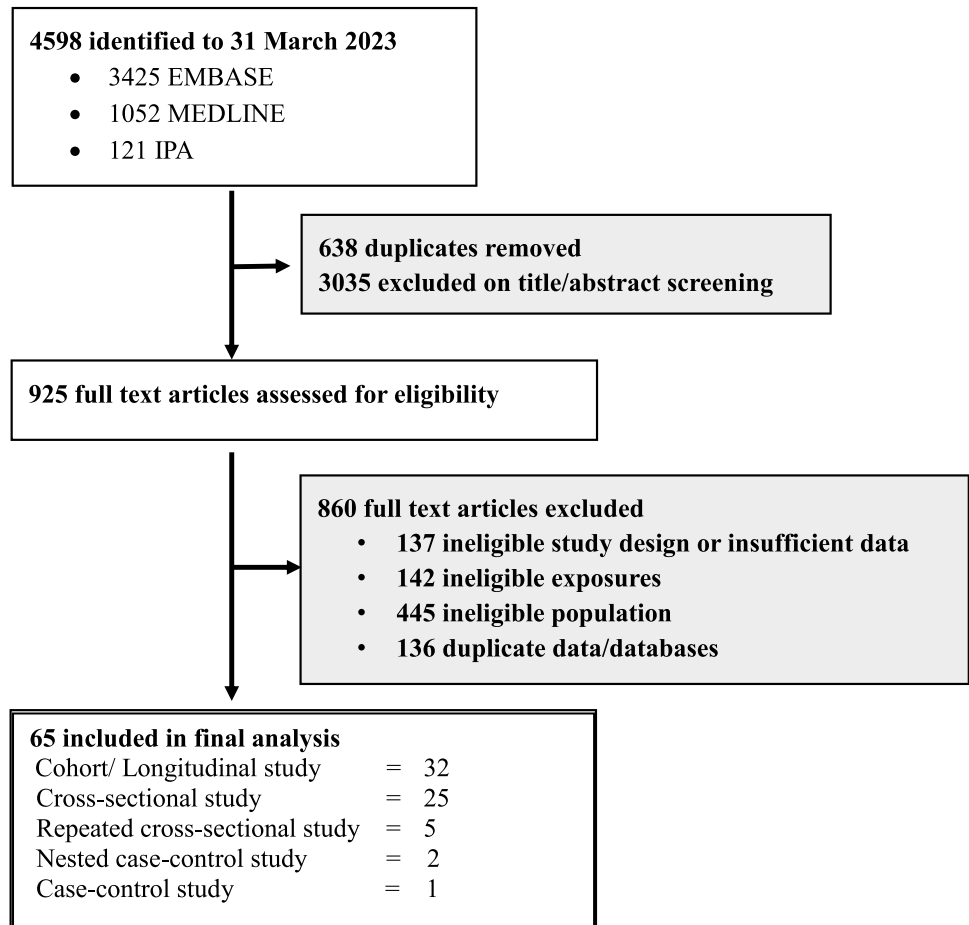 4598 identified to 31 March 2023
• 3425 EMBASE
• 1052 MEDLINE
• 121 IPA
638 duplicates removed
3035 excluded on title/abstract screening
925 full text articles assessed for eligibility
860 full text articles excluded
• 137 ineligible study design or insufficient data
• 142 ineligible exposures
• 445 ineligible population
• 136 duplicate data/databases
65 included in final analysis
Cohort/ Longitudinal study = 32
Cross-sectional study = 25
Repeated cross-sectional study = 5
Nested case-control study = 2
Case-control study = 1